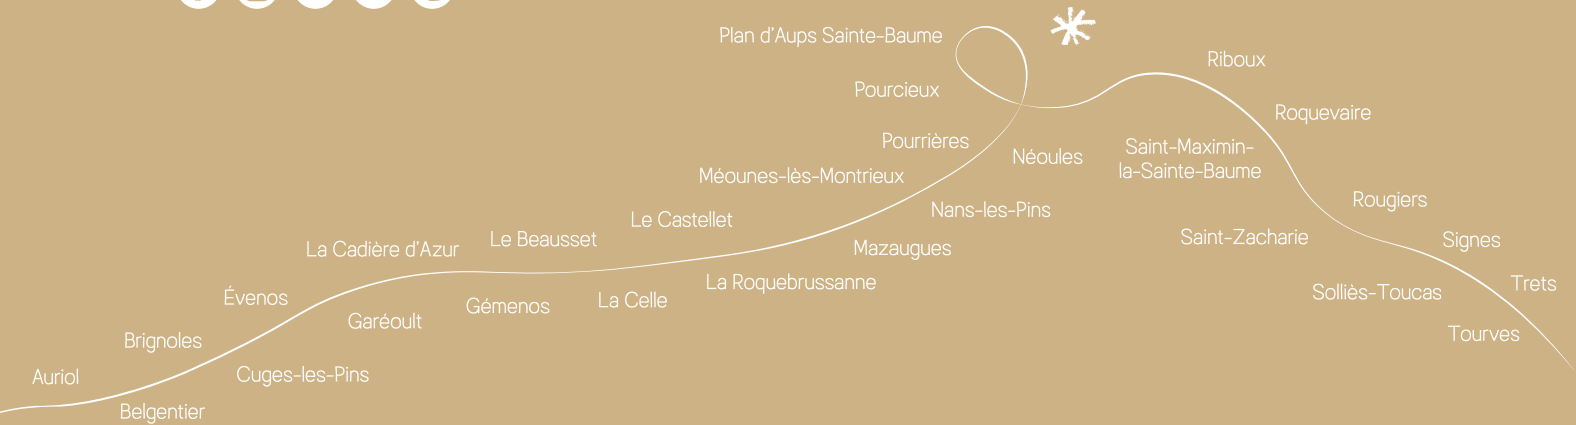 Plan d'Aups Sainte-Baume
Riboux
Pourcieux
Roquevaire
Pourrières
Néoules
Saint-Maximin-
la-Sainte-Baume
Méounes-lès-Montrieux
Rougiers
Nans-les-Pins
Le Castellet
Saint-Zacharie
Signes
Le Beausset
La Cadière d'Azur
Mazaugues
La Roquebrussanne
Trets
Solliès-Toucas
Évenos
La Celle
Gémenos
Garéoult
Tourves
Brignoles
Cuges-les-Pins
Auriol
Belgentier